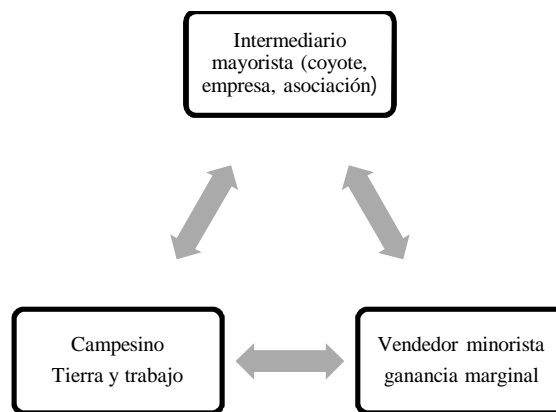 Intermediario
mayorista (coyote,
empresa, asociación)
Campesino
Tierra y trabajo
Vendedor minorista
ganancia marginal